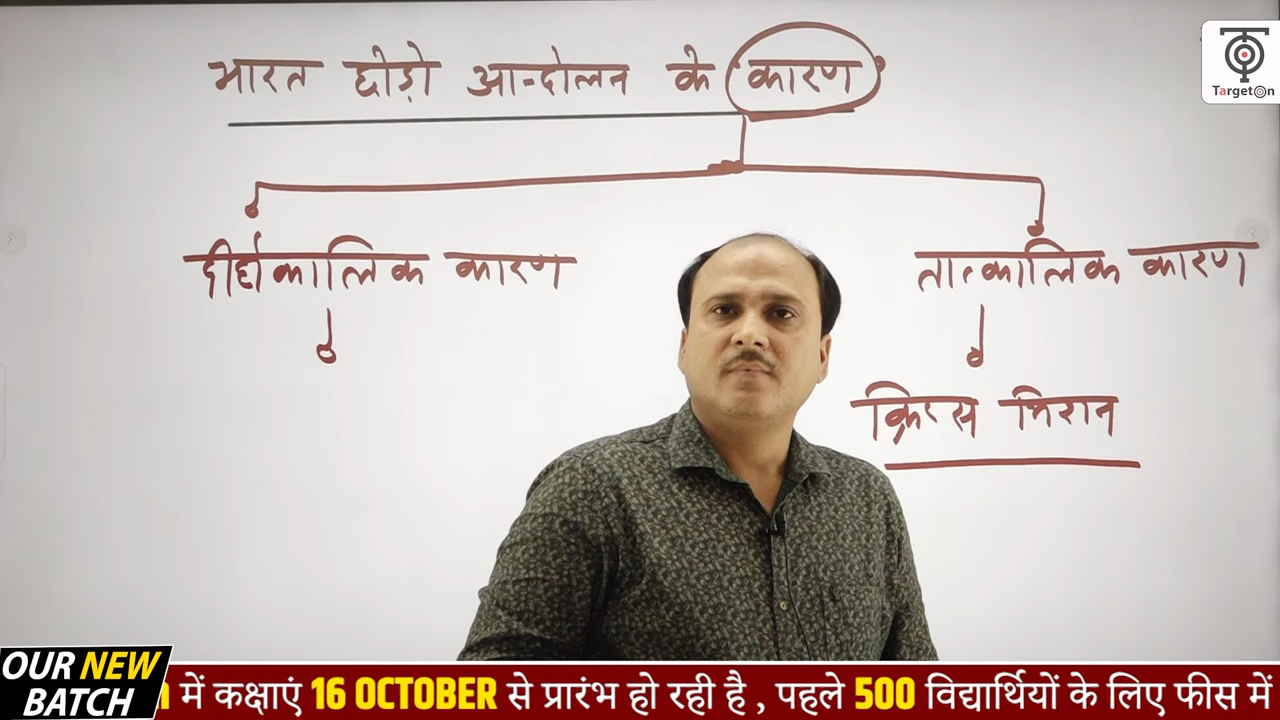 भारत छोड़ो आन्दोलन के कारण
TargetOn
दीर्घकालिक कारण
तात्कालिक कारण
क्रिप्स मिशन
OUR NEW
BATCH
में कक्षाएं 16 OCTOBER से प्रारंभ हो रही है , पहले 500 विद्यार्थियों के लिए फीस में